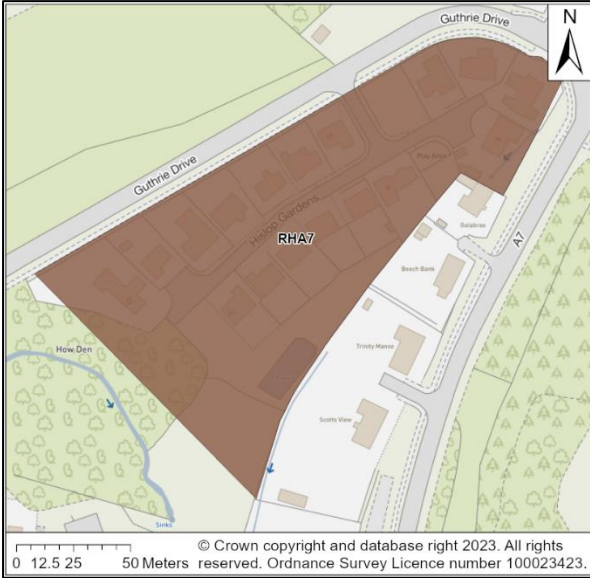 Guthrie Drive
N
Guthrie Drive
Play Area
Hislop Gardens
RHA7
Galabrae
A7
Beech Bank
How Den
Trinity Manse
Scotts View
Sinks
0 12.5 25 50 Meters
© Crown copyright and database right 2023. All rights
reserved. Ordnance Survey Licence number 100023423.